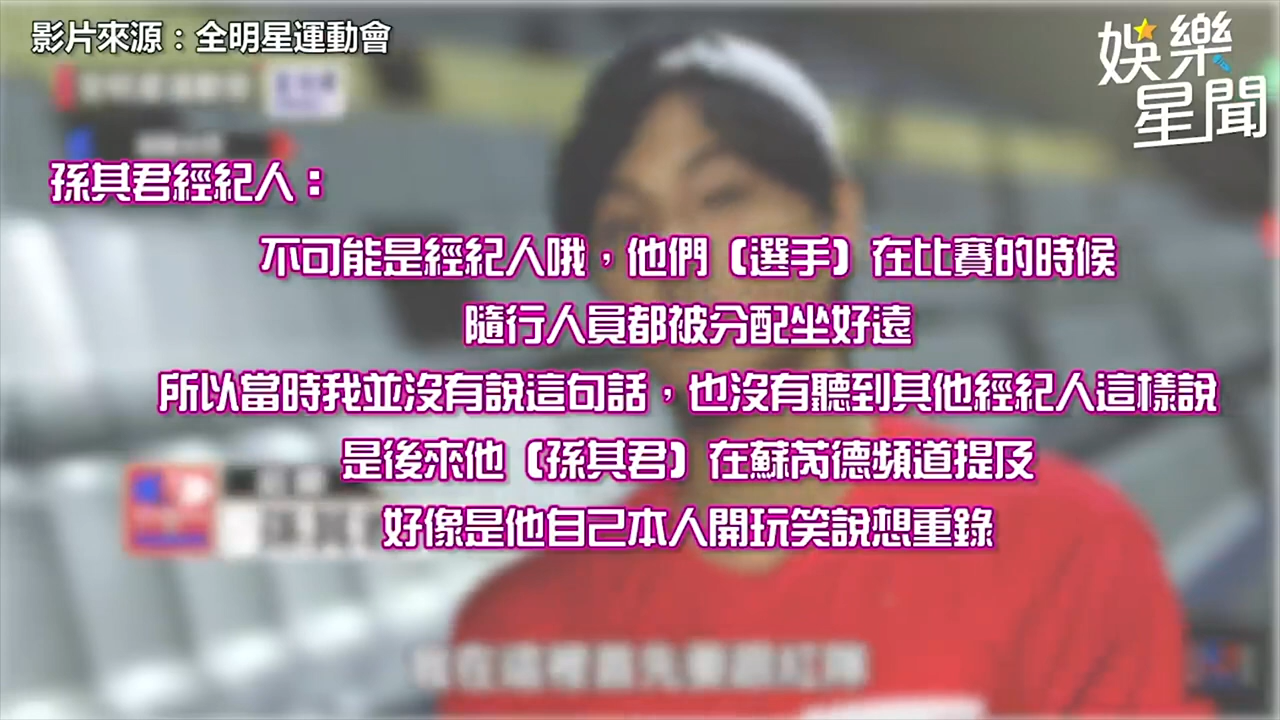 影片來源：全明星運動會
娛樂
星聞
孫其君經紀人：
不可能是經紀人哦，他們（選手）在比賽的時候
隨行人員都被分配坐好遠
所以當時我並沒有說這句話，也沒有聽到其他經紀人這樣說
是後來他（孫其君）在蘇芮德頻道提及
好像是他自己本人開玩笑說想重錄